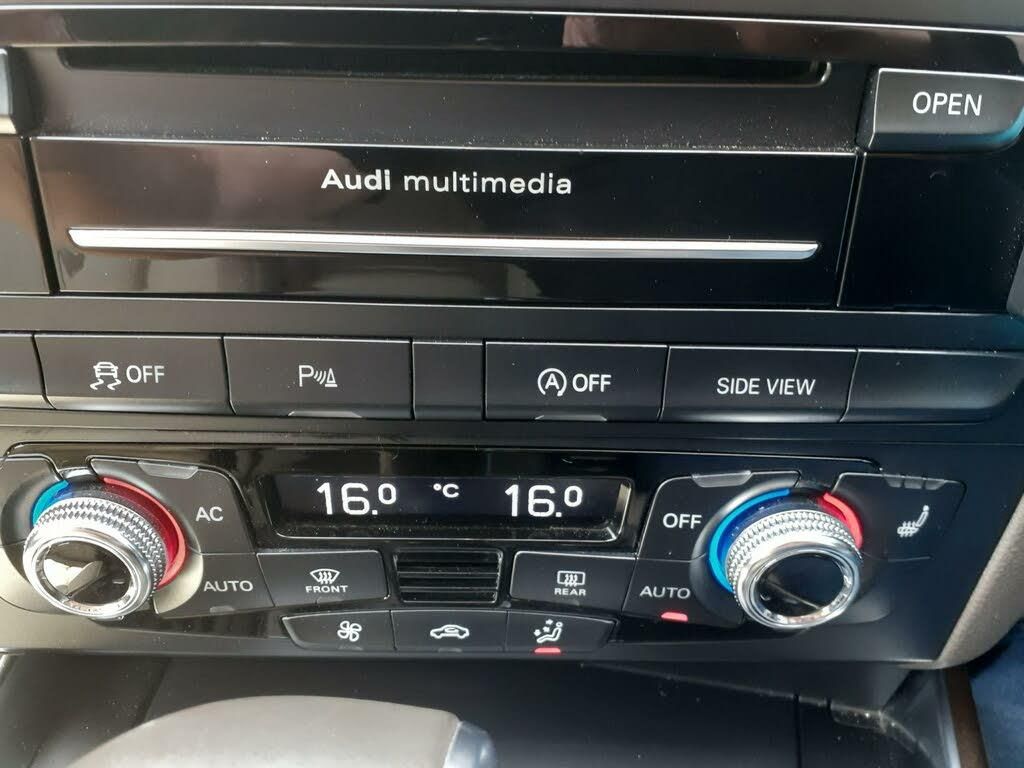 OPEN
Audi multimedia
OFF
P
A OFF
SIDE VIEW
AC
16.0 °C 16.0
OFF
AUTO
FRONT
REAR
AUTO